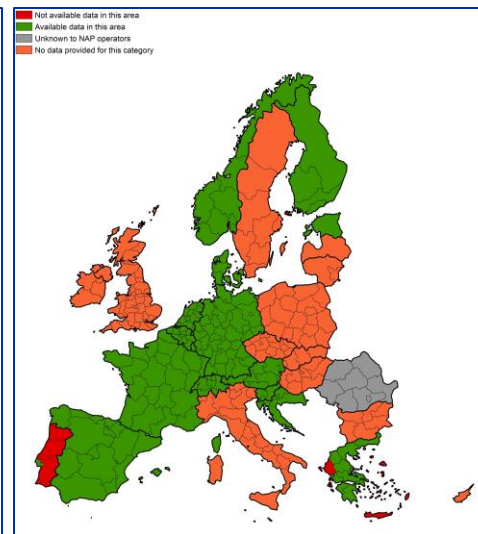 Not available data in this area
Available data in this area
Unknown to NAP operators
No data provided for this category